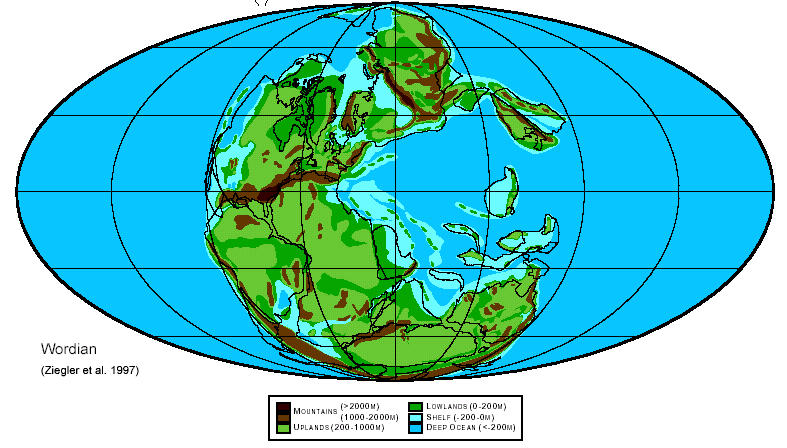 Wordian
(Ziegler et al. 1997)
MOUNTAINS (>2000M)
(1000-2000M)
UPLANDS (200-1000M)
LOWLANDS (0-200M)
SHELF (-200-0M)
DEEP OCEAN (<-200M)